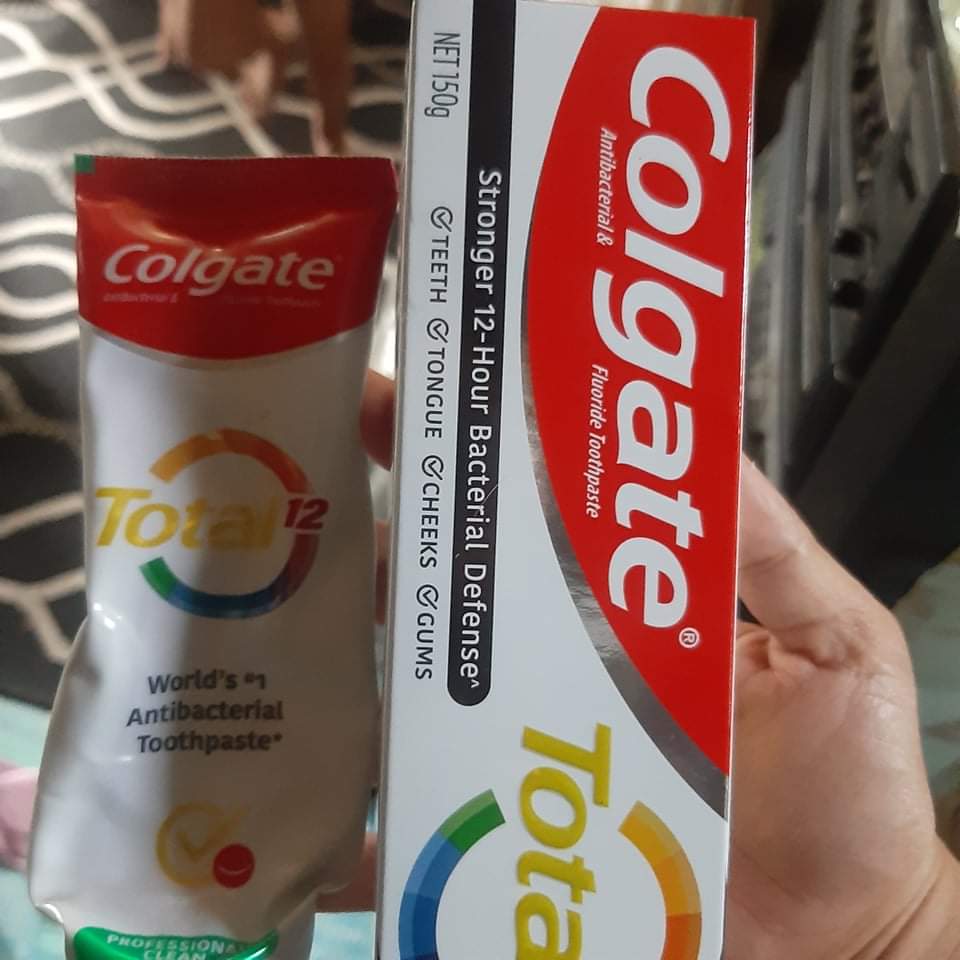 Colgate
Total 12
World's #1
Antibacterial
Toothpaste*
PROFESSIONAL
CLEAN
Colgate®
Antibacterial & Fluoride Toothpaste
Stronger 12-Hour Bacterial Defense^
TEETH TONGUE CHEEKS GUMS
NET 150g
Tota